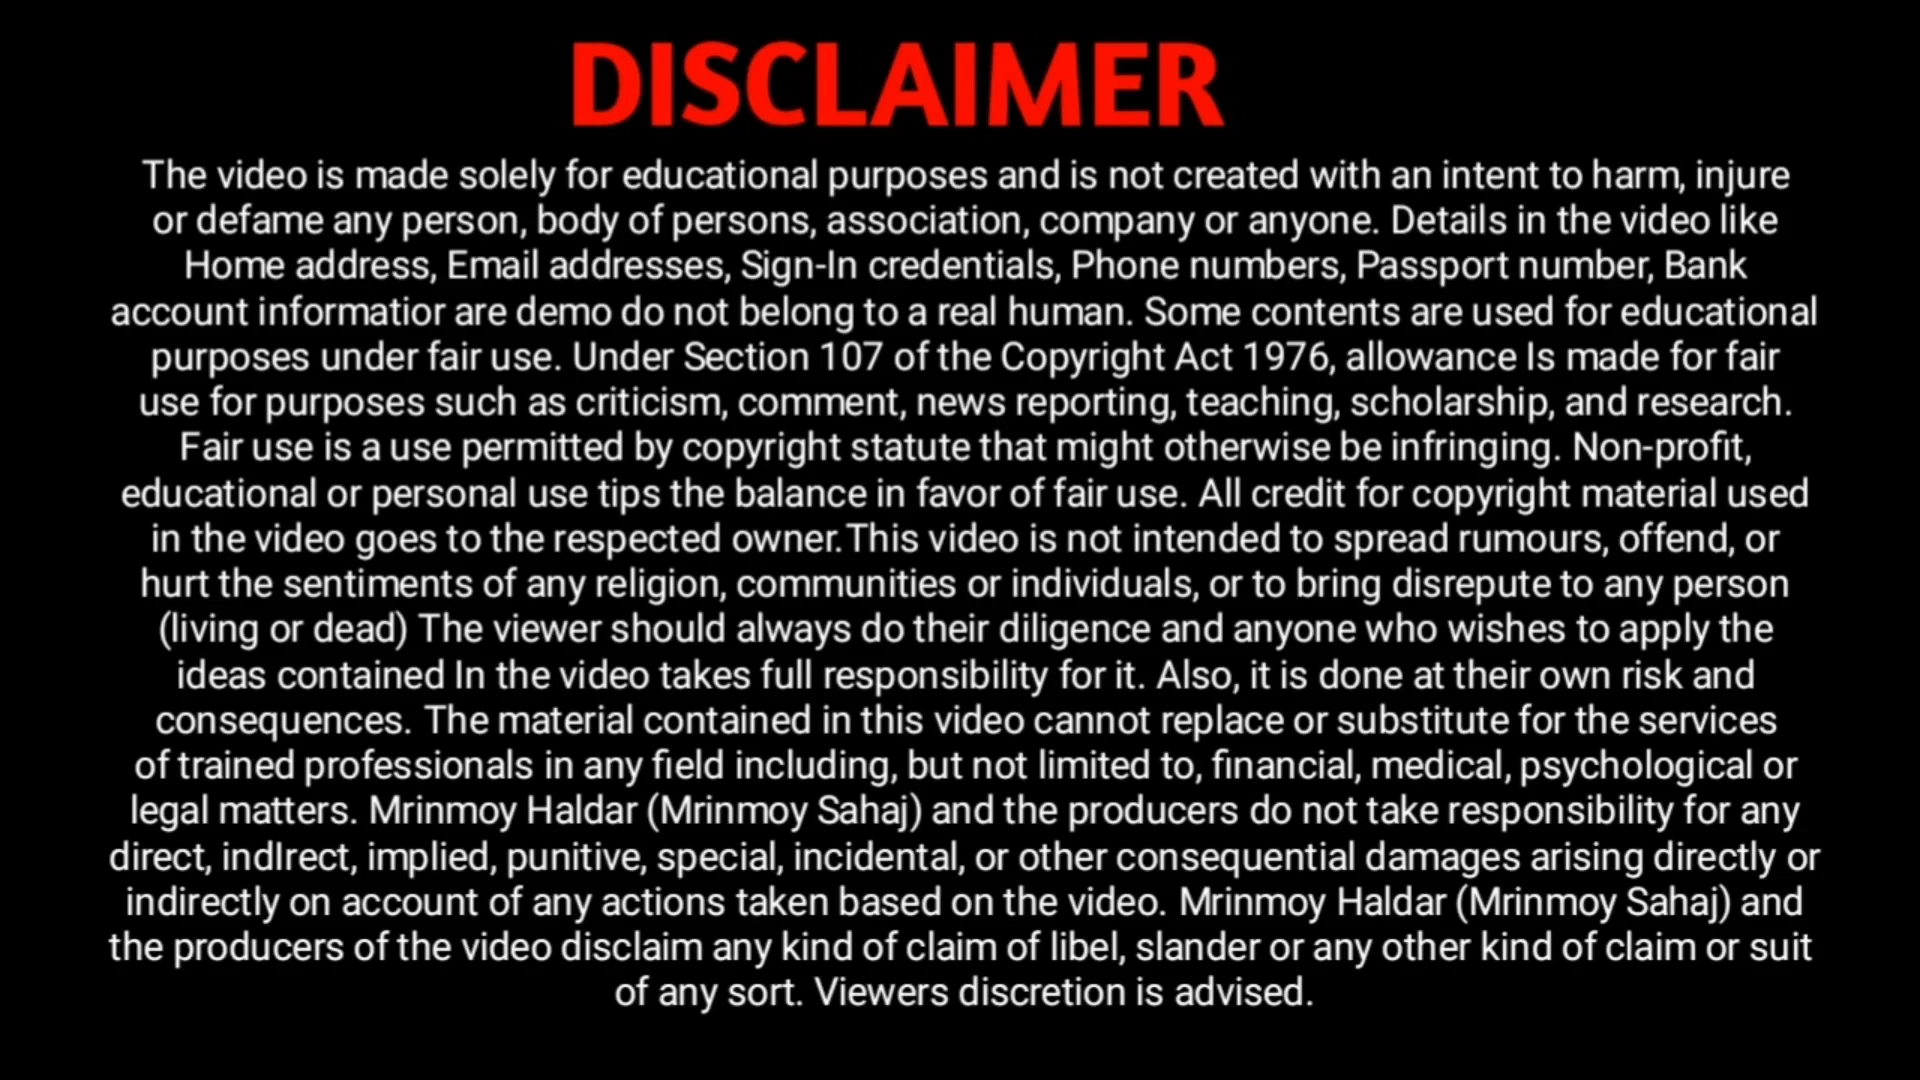 DISCLAIMER
The video is made solely for educational purposes and is not created with an intent to harm, injure
or defame any person, body of persons, association, company or anyone. Details in the video like
Home address, Email addresses, Sign-In credentials, Phone numbers, Passport number, Bank
account informatior are demo do not belong to a real human. Some contents are used for educational
purposes under fair use. Under Section 107 of the Copyright Act 1976, allowance Is made for fair
use for purposes such as criticism, comment, news reporting, teaching, scholarship, and research.
Fair use is a use permitted by copyright statute that might otherwise be infringing. Non-profit,
educational or personal use tips the balance in favor of fair use. All credit for copyright material used
in the video goes to the respected owner.This video is not intended to spread rumours, offend, or
hurt the sentiments of any religion, communities or individuals, or to bring disrepute to any person
(living or dead) The viewer should always do their diligence and anyone who wishes to apply the
ideas contained In the video takes full responsibility for it. Also, it is done at their own risk and
consequences. The material contained in this video cannot replace or substitute for the services
of trained professionals in any field including, but not limited to, financial, medical, psychological or
legal matters. Mrinmoy Haldar (Mrinmoy Sahaj) and the producers do not take responsibility for any
direct, indIrect, implied, punitive, special, incidental, or other consequential damages arising directly or
indirectly on account of any actions taken based on the video. Mrinmoy Haldar (Mrinmoy Sahaj) and
the producers of the video disclaim any kind of claim of libel, slander or any other kind of claim or suit
of any sort. Viewers discretion is advised.